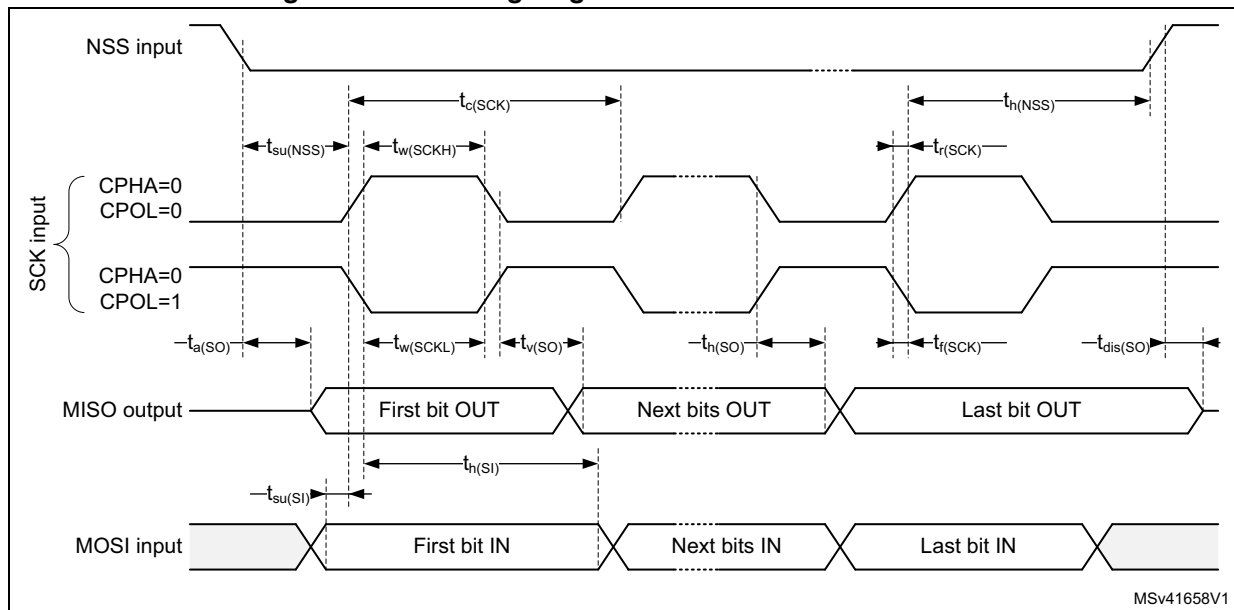 NSS input
tc(SCK)
th(NSS)
tsu(NSS)
tw(SCKH)
tr(SCK)
SCK input
CPHA=0
CPOL=0
CPHA=0
CPOL=1
ta(SO)
tw(SCKL)
tv(SO)
th(SO)
tf(SCK)
tdis(SO)
MISO output
First bit OUT
Next bits OUT
Last bit OUT
th(SI)
tsu(SI)
MOSI input
First bit IN
Next bits IN
Last bit IN
MSv41658V1